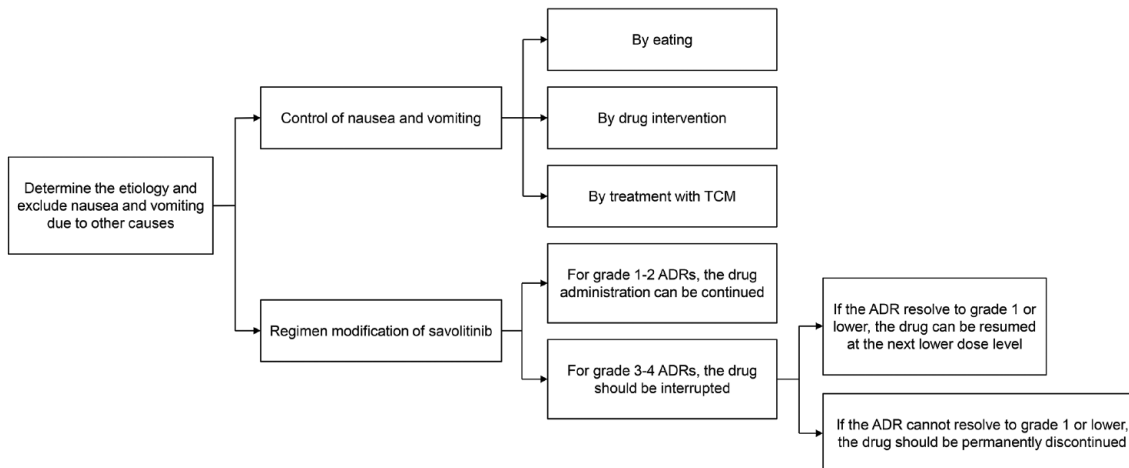 Determine the etiology and
exclude nausea and vomiting
due to other causes
Control of nausea and vomiting
By eating
By drug intervention
By treatment with TCM
Regimen modification of savolitinib
For grade 1-2 ADRs, the drug
administration can be continued
For grade 3-4 ADRs, the drug
should be interrupted
If the ADR resolve to grade 1 or
lower, the drug can be resumed
at the next lower dose level
If the ADR cannot resolve to grade 1 or lower,
the drug should be permanently discontinued